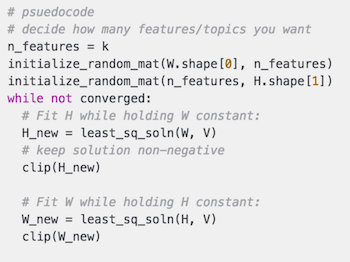 # psuedocode
# decide how many features/topics you want
n_features = k
initialize_random_mat(W.shape[0], n_features)
initialize_random_mat(n_features, H.shape[1])
while not converged:
  # Fit H while holding W constant:
  H_new = least_sq_soln(W, V)
  # keep solution non-negative
  clip(H_new)

  # Fit W while holding H constant:
  W_new = least_sq_soln(H, V)
  clip(W_new)